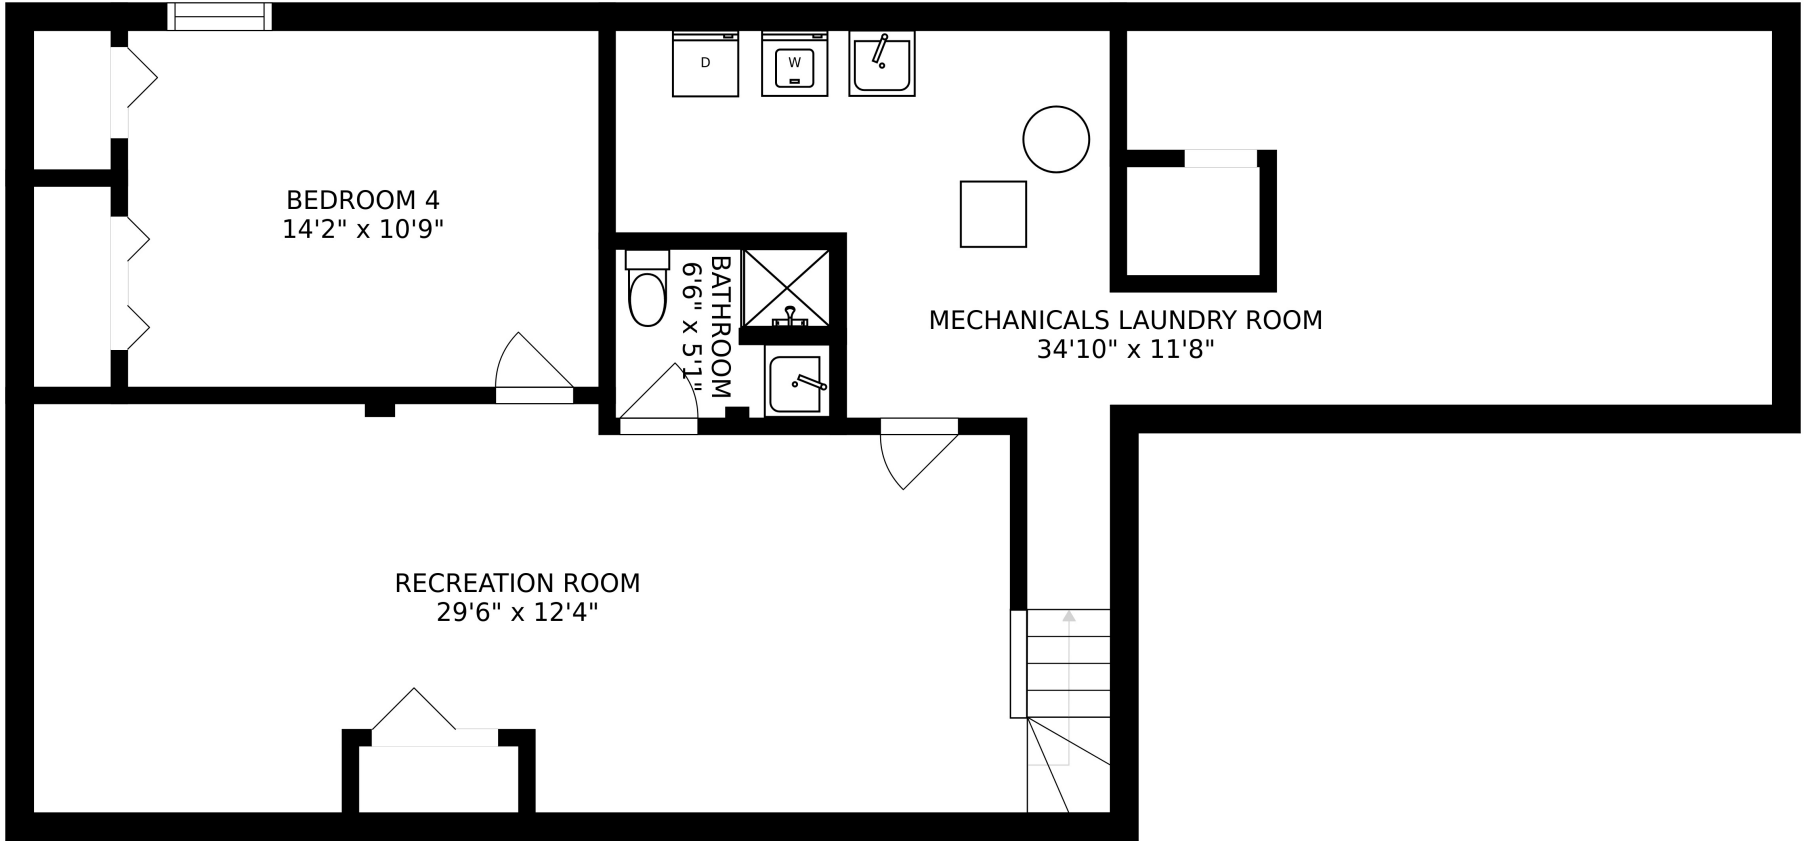 D
W
BEDROOM 4
14'2" x 10'9"
BATHROOM
6'6" x 5'1"
MECHANICALS LAUNDRY ROOM
34'10" x 11'8"
RECREATION ROOM
29'6" x 12'4"